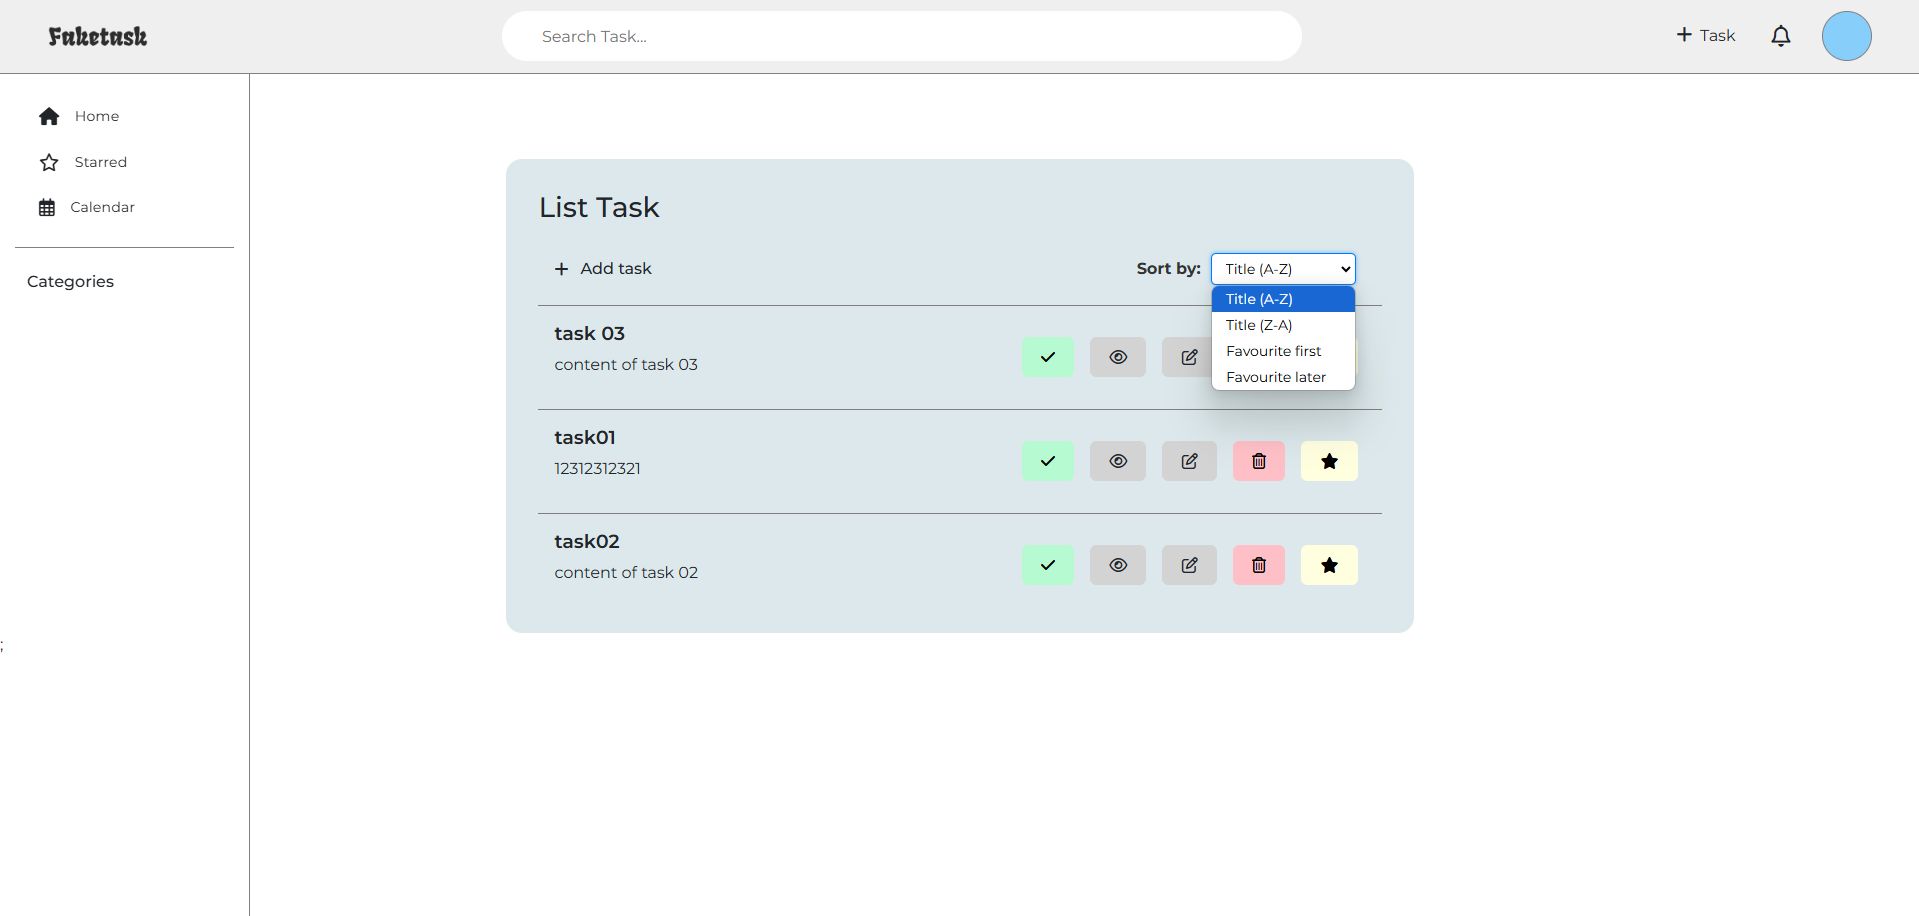 Faketask
Search Task...
+ Task
Home
Starred
Calendar
Categories
List Task
+ Add task
Sort by: Title (A-Z)
Title (A-Z)
Title (Z-A)
Favourite first
Favourite later
task 03
content of task 03
task01
12312312321
task02
content of task 02
;